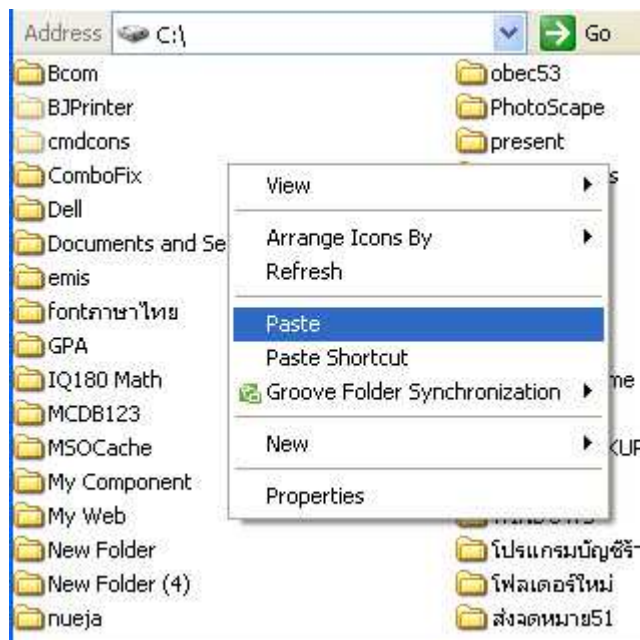 Address C:\ Go
Bcom
BJPrinter
cmdcons
ComboFix
Dell
Documents and Se
emis
fontภาษาไทย
GPA
IQ180 Math
MCDB123
MSOCache
My Component
My Web
New Folder
New Folder (4)
nueja
obec53
PhotoScape
present
View
Arrange Icons By
Refresh
Paste
Paste Shortcut
Groove Folder Synchronization
New
Properties
โปรแกรมบัญชีร้า
โฟลเดอร์ใหม่
ส่งจดหมาย51